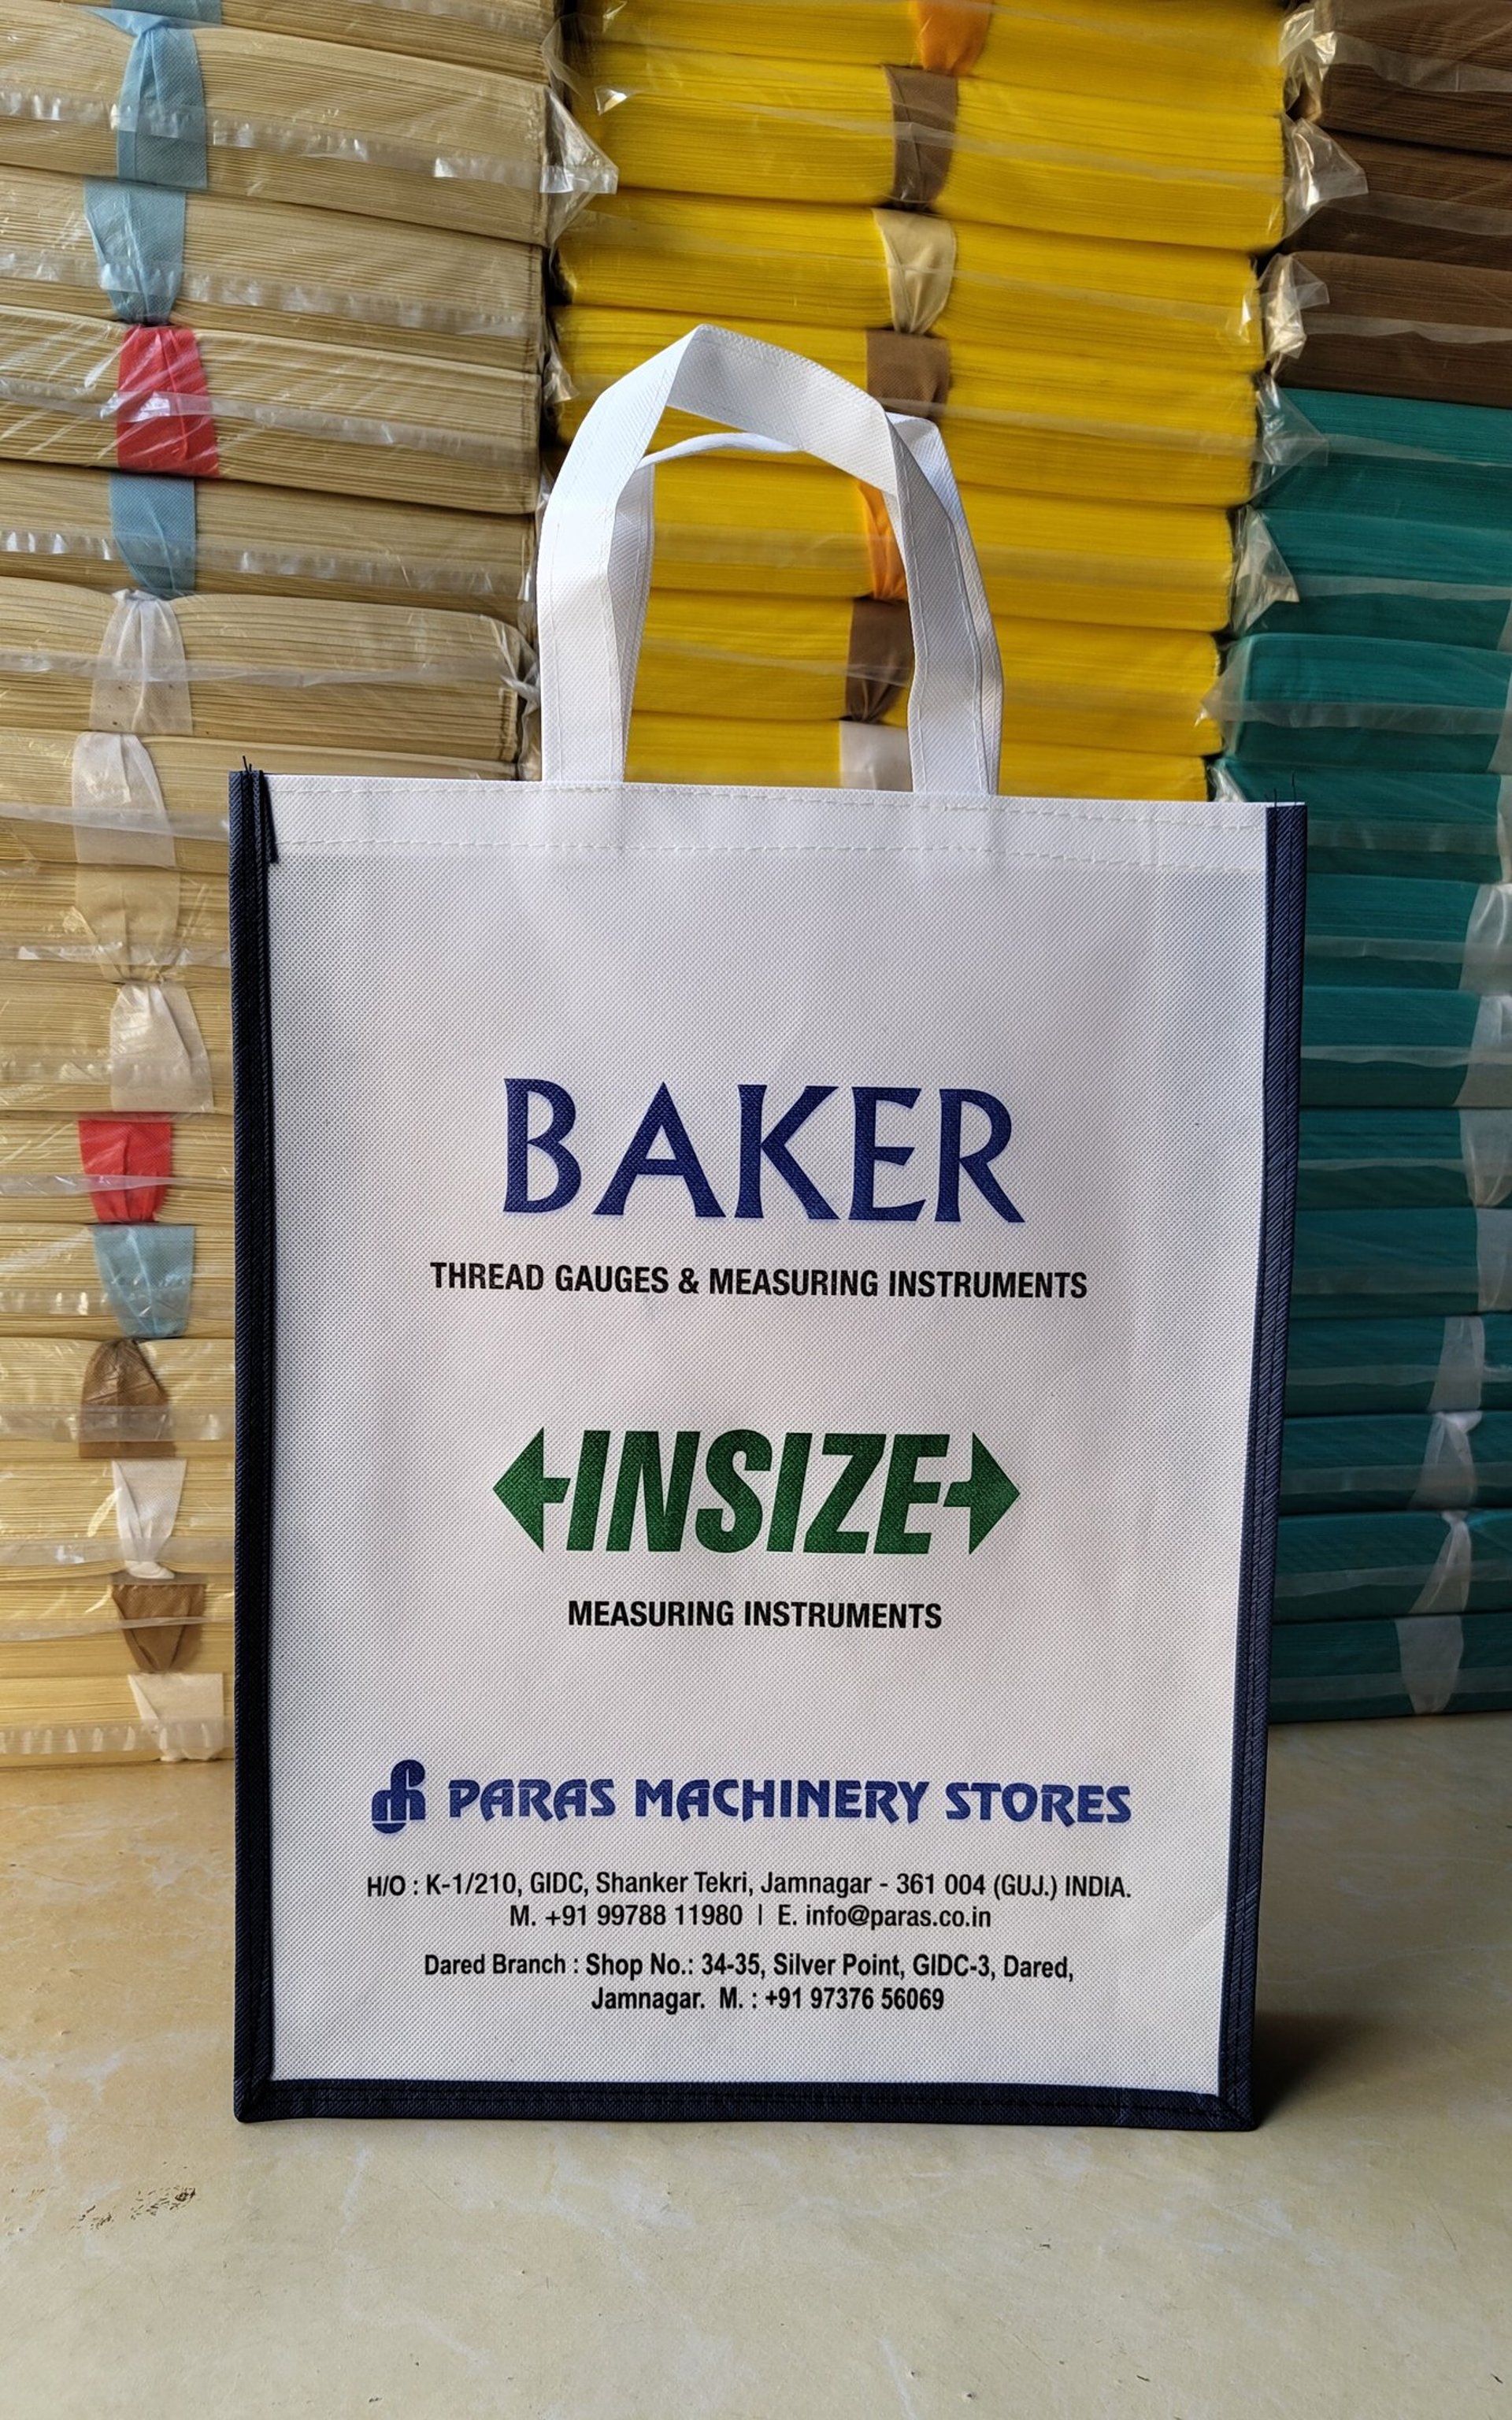 BAKER
THREAD GAUGES & MEASURING INSTRUMENTS
INSIZE
MEASURING INSTRUMENTS
PARAS MACHINERY STORES
H/O : K-1/210, GIDC, Shanker Tekri, Jamnagar - 361 004 (GUJ.) INDIA.
M. +91 99788 11980 | E. info@paras.co.in
Dared Branch : Shop No.: 34-35, Silver Point, GIDC-3, Dared,
Jamnagar. M. : +91 97376 56069